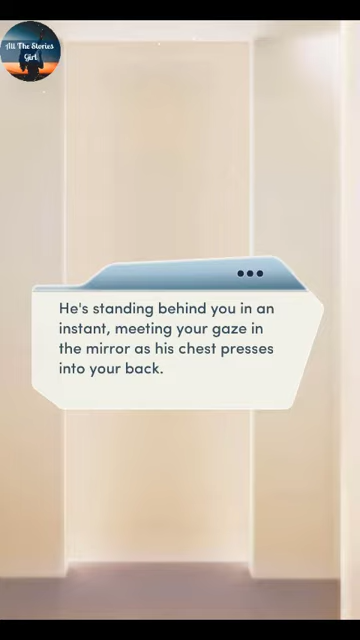 All The Stories
Girl
•••
He's standing behind you in an
instant, meeting your gaze in
the mirror as his chest presses
into your back.